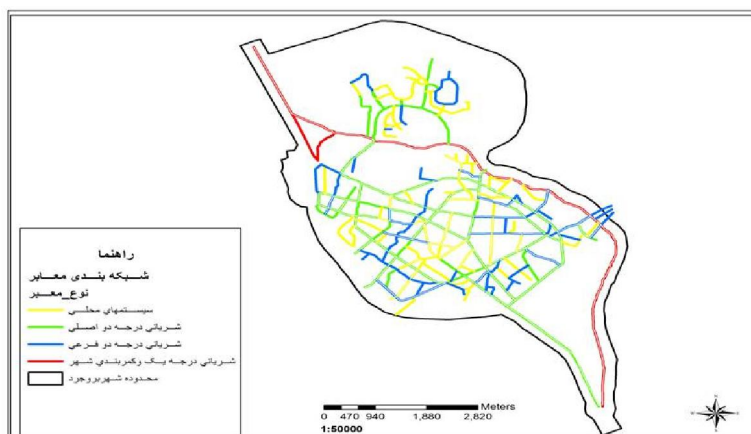 راهنما
شبکه بندی معابر
نوع_معبر
سیستمهای محلی
شریانی درجه دو اصلی
شریانی درجه دو فرعی
شریانی درجه یک وکمربندی شهر
محدوده شهربروجرد
Meters
0 470 940 1,880 2,820
1:50000